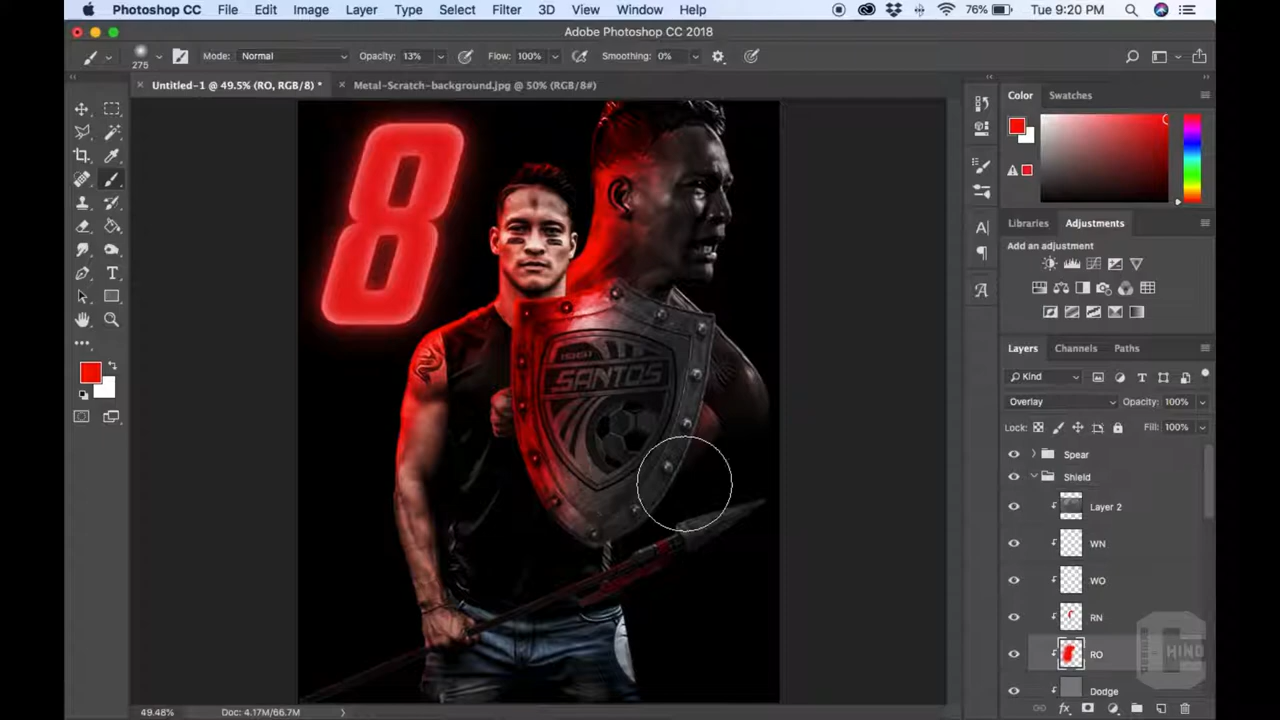 Photoshop CC File Edit Image Layer Type Select Filter 3D View Window Help 76% Tue 9:20 PM
Adobe Photoshop CC 2018
275 Mode: Normal Opacity: 13% Flow: 100% Smoothing: 0%
Untitled-1 @ 49.5% (RO, RGB/8) * Metal-Scratch-background.jpg @ 50% (RGB/8#)
Color Swatches
8
Libraries Adjustments
Add an adjustment
SANTOS
Layers Channels Paths
Kind
Overlay Opacity: 100%
Lock: Fill: 100%
Spear
Shield
Layer 2
WN
WO
RN
RO
Dodge
49.48% Doc: 4.17M/66.7M